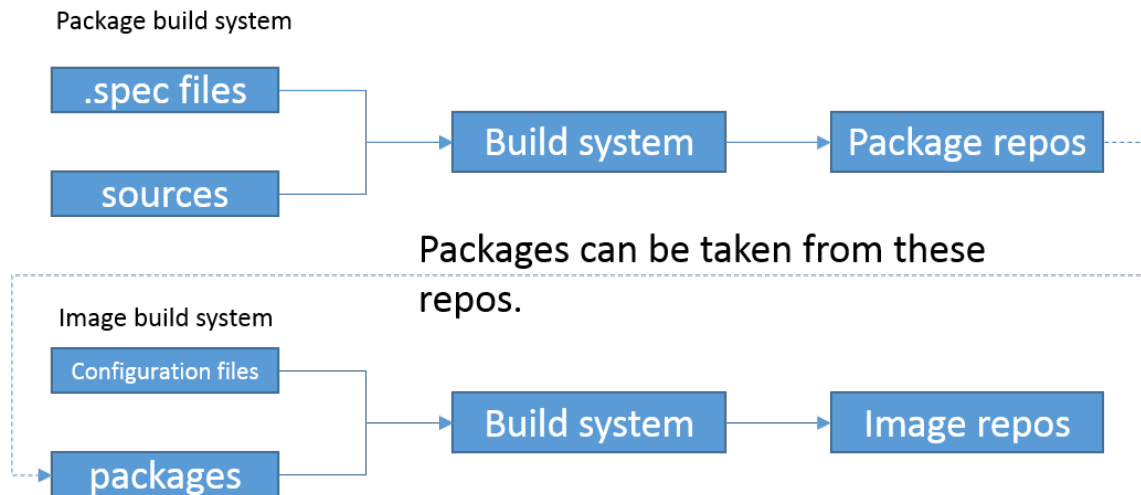 Package build system
.spec files
sources
Build system
Package repos
Packages can be taken from these
repos.
Image build system
Configuration files
packages
Build system
Image repos